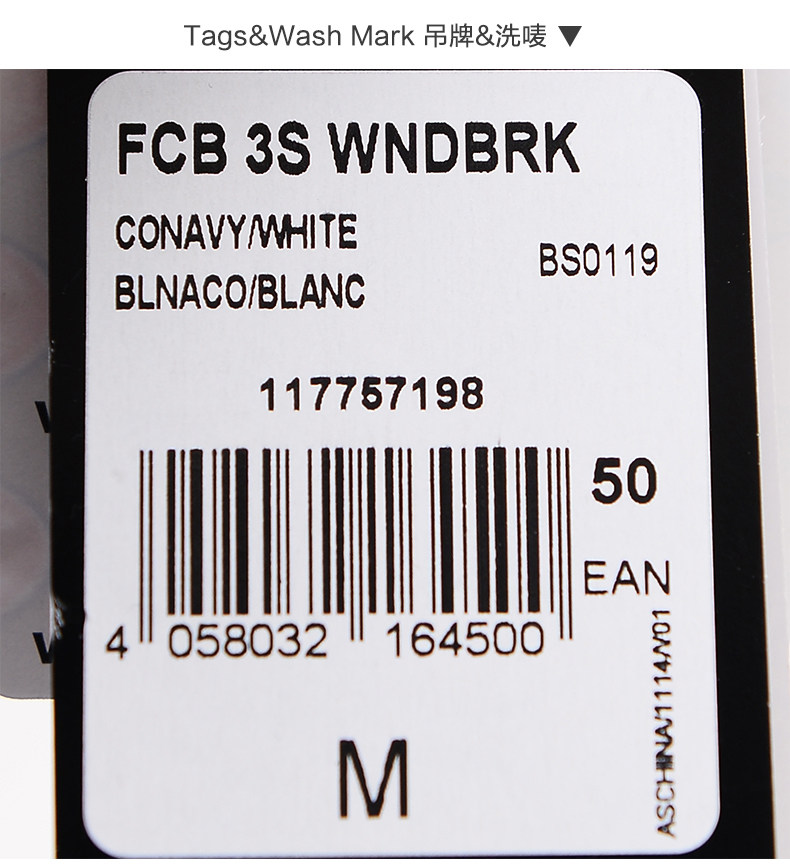 Tags&Wash Mark 吊牌&洗唛 ▼
FCB 3S WNDBRK
CONAVY/WHITE
BLNACO/BLANC
BS0119
117757198
50
EAN
4 058032 164500
M
ASCHINA/1114/V01